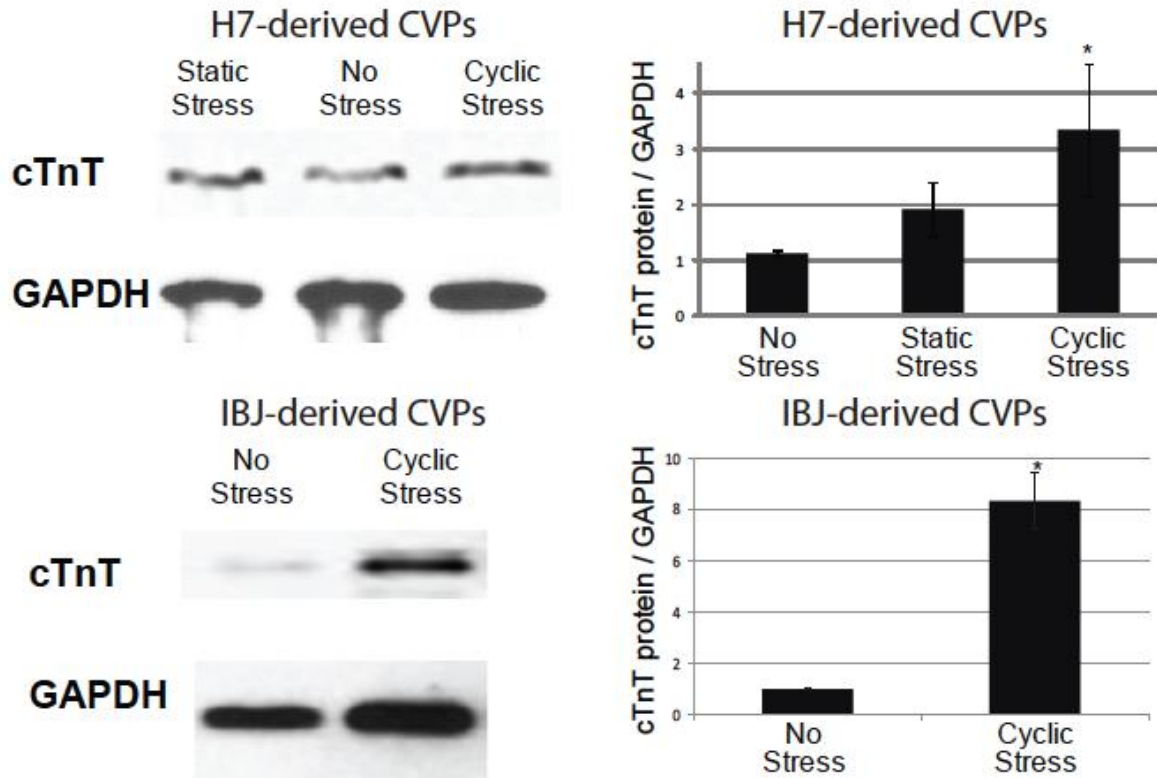 H7-derived CVPs
Static Stress
No Stress
Cyclic Stress
cTnT
GAPDH
H7-derived CVPs
cTnT protein / GAPDH
4
3
2
1
0
*
No Stress
Static Stress
Cyclic Stress
IBJ-derived CVPs
No Stress
Cyclic Stress
cTnT
GAPDH
IBJ-derived CVPs
cTnT protein / GAPDH
10
8
6
4
2
0
*
No Stress
Cyclic Stress